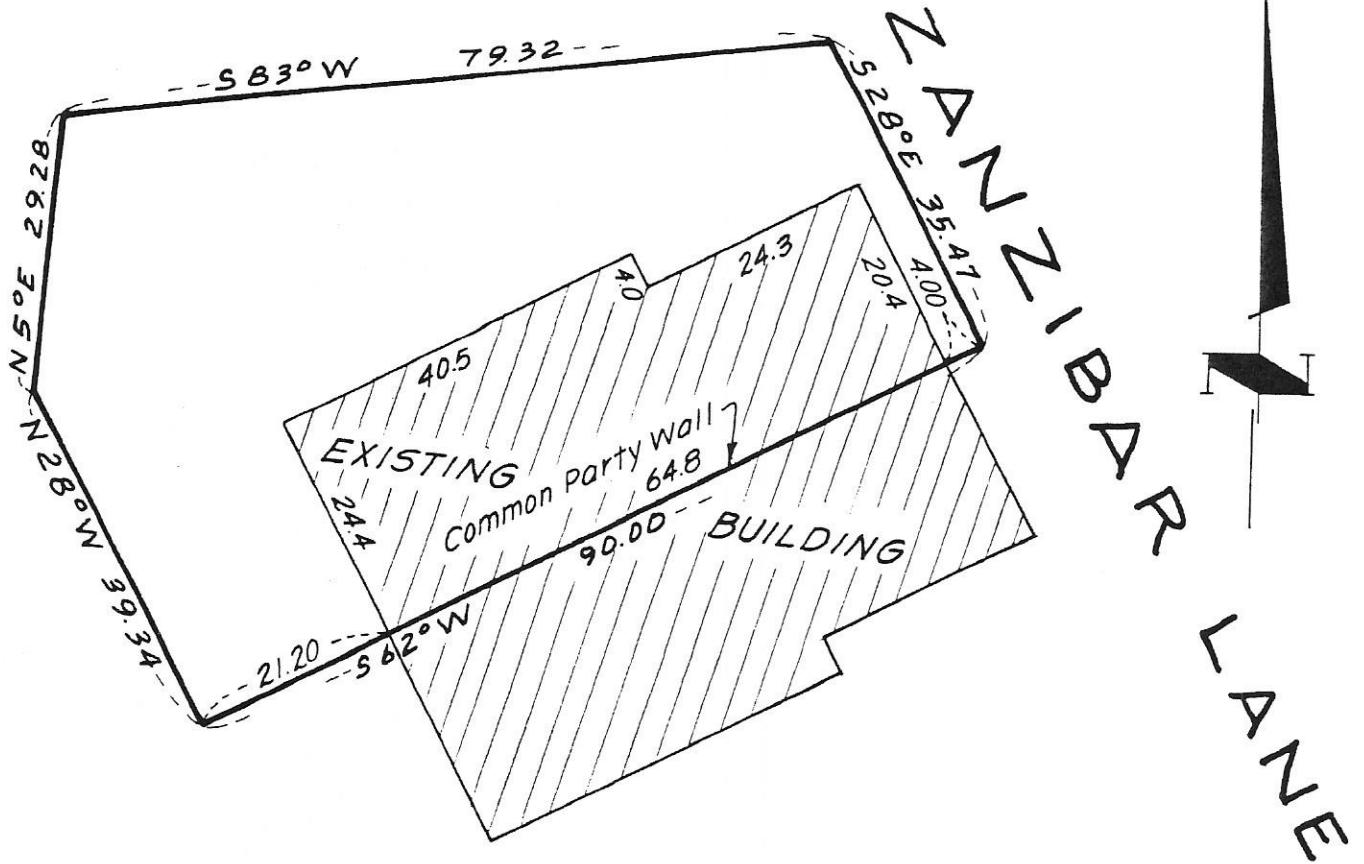 S 83° W 79.32
S 28° E 35.47
ZANZIBAR LANE
N 5° E 29.28
24.3
4.0
20.4
4.00
40.5
EXISTING
Common Party Wall
64.8
24.4
90.00
BUILDING
N 28° W 39.34
21.20
S 62° W
N